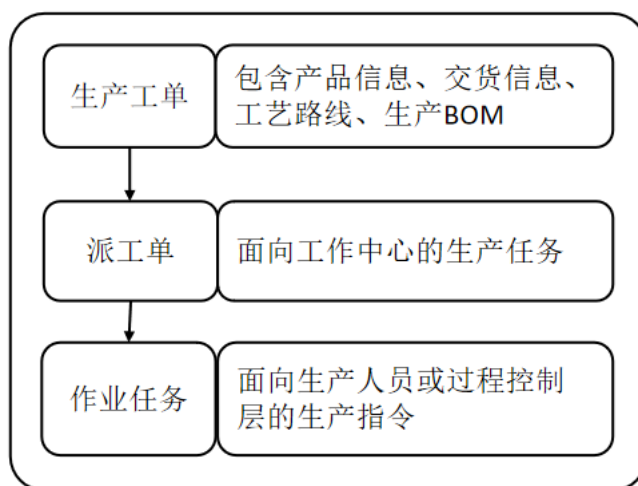 生产工单
包含产品信息、交货信息、
工艺路线、生产BOM
派工单
面向工作中心的生产任务
作业任务
面向生产人员或过程控制
层的生产指令